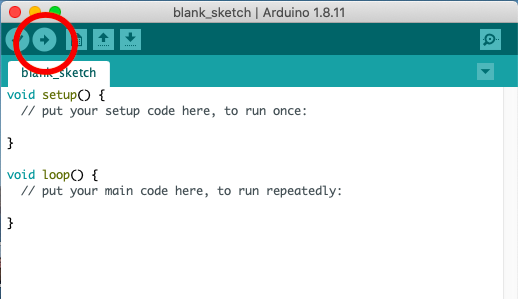 blank_sketch | Arduino 1.8.11
blank_sketch
void setup() {
  // put your setup code here, to run once:

}

void loop() {
  // put your main code here, to run repeatedly:

}